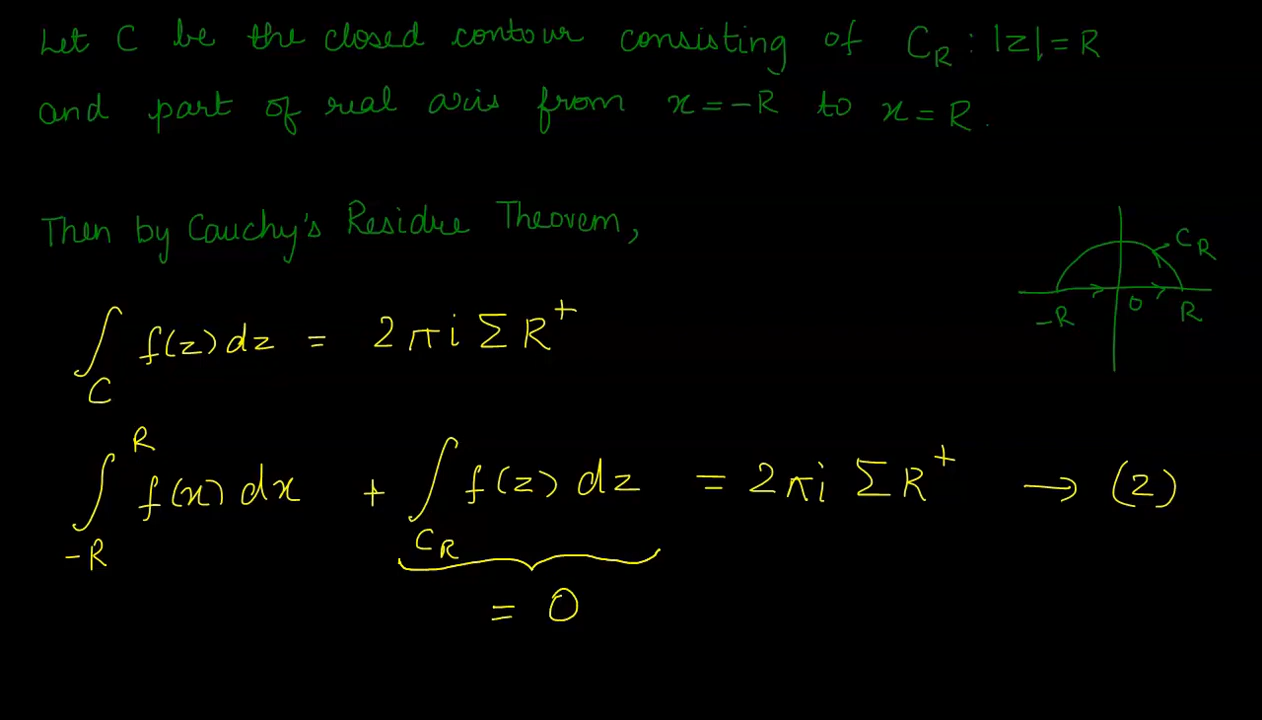 Let C be the closed contour consisting of C_R : |z| = R
and part of real axis from x = -R to x = R.
Then by Cauchy's Residue Theorem,
C_R
-R 0 R
∫_C f(z) dz = 2πi Σ R⁺
∫_{-R}^{R} f(x) dx + ∫_{C_R} f(z) dz = 2πi Σ R⁺ → (2)
= 0